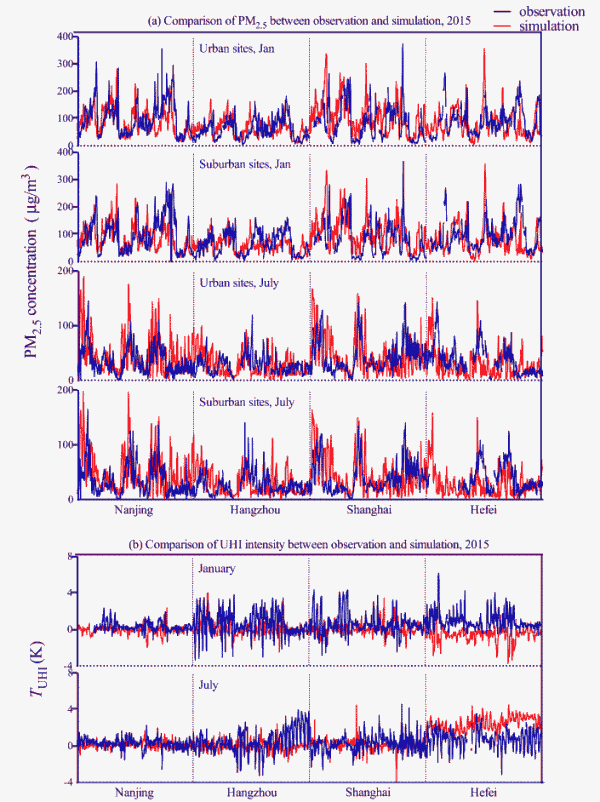 observation
(a) Comparison of PM2.5 between observation and simulation, 2015
simulation
400
Urban sites, Jan
300
200
100
0
400
Suburban sites, Jan
300
200
100
0
200
Urban sites, July
100
0
200
Suburban sites, July
100
0
PM2.5 concentration ( μg/m3 )
Nanjing Hangzhou Shanghai Hefei
(b) Comparison of UHI intensity between observation and simulation, 2015
8
January
4
0
-4
8
July
4
0
-4
TUHI (K)
Nanjing Hangzhou Shanghai Hefei